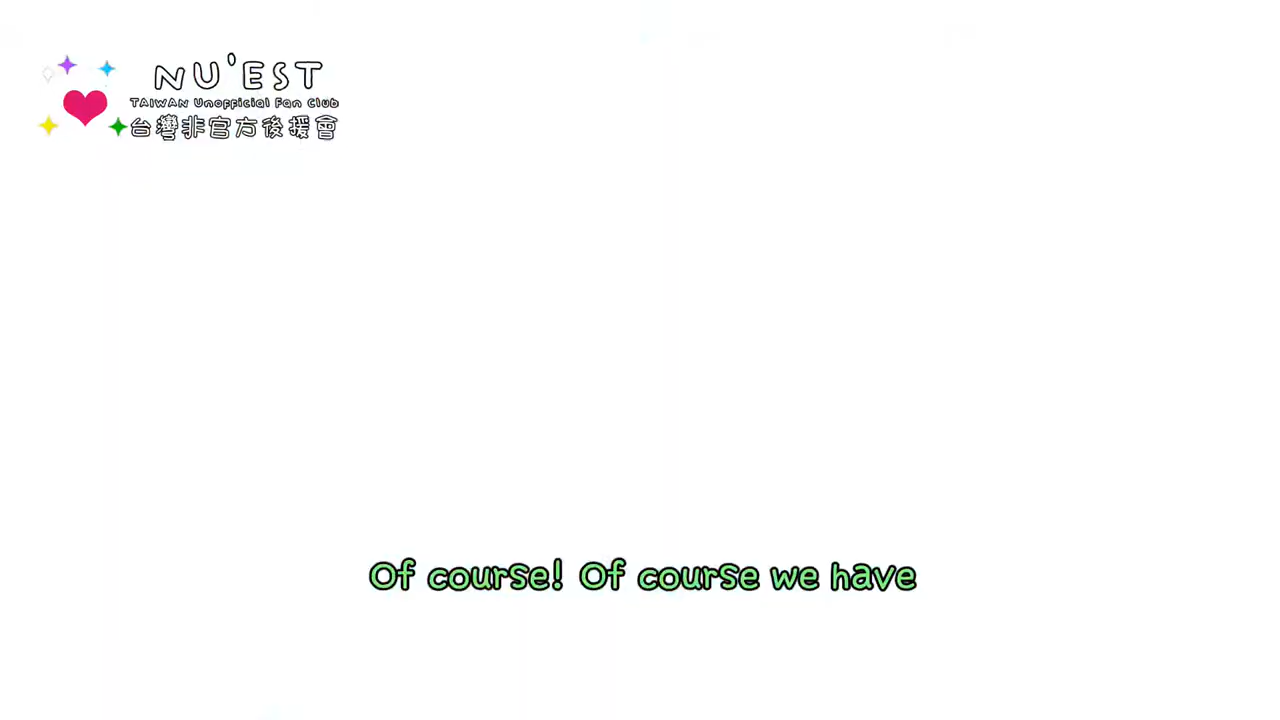 NU'EST
TAIWAN Unofficial Fan Club
台灣非官方後援會
Of course! Of course we have